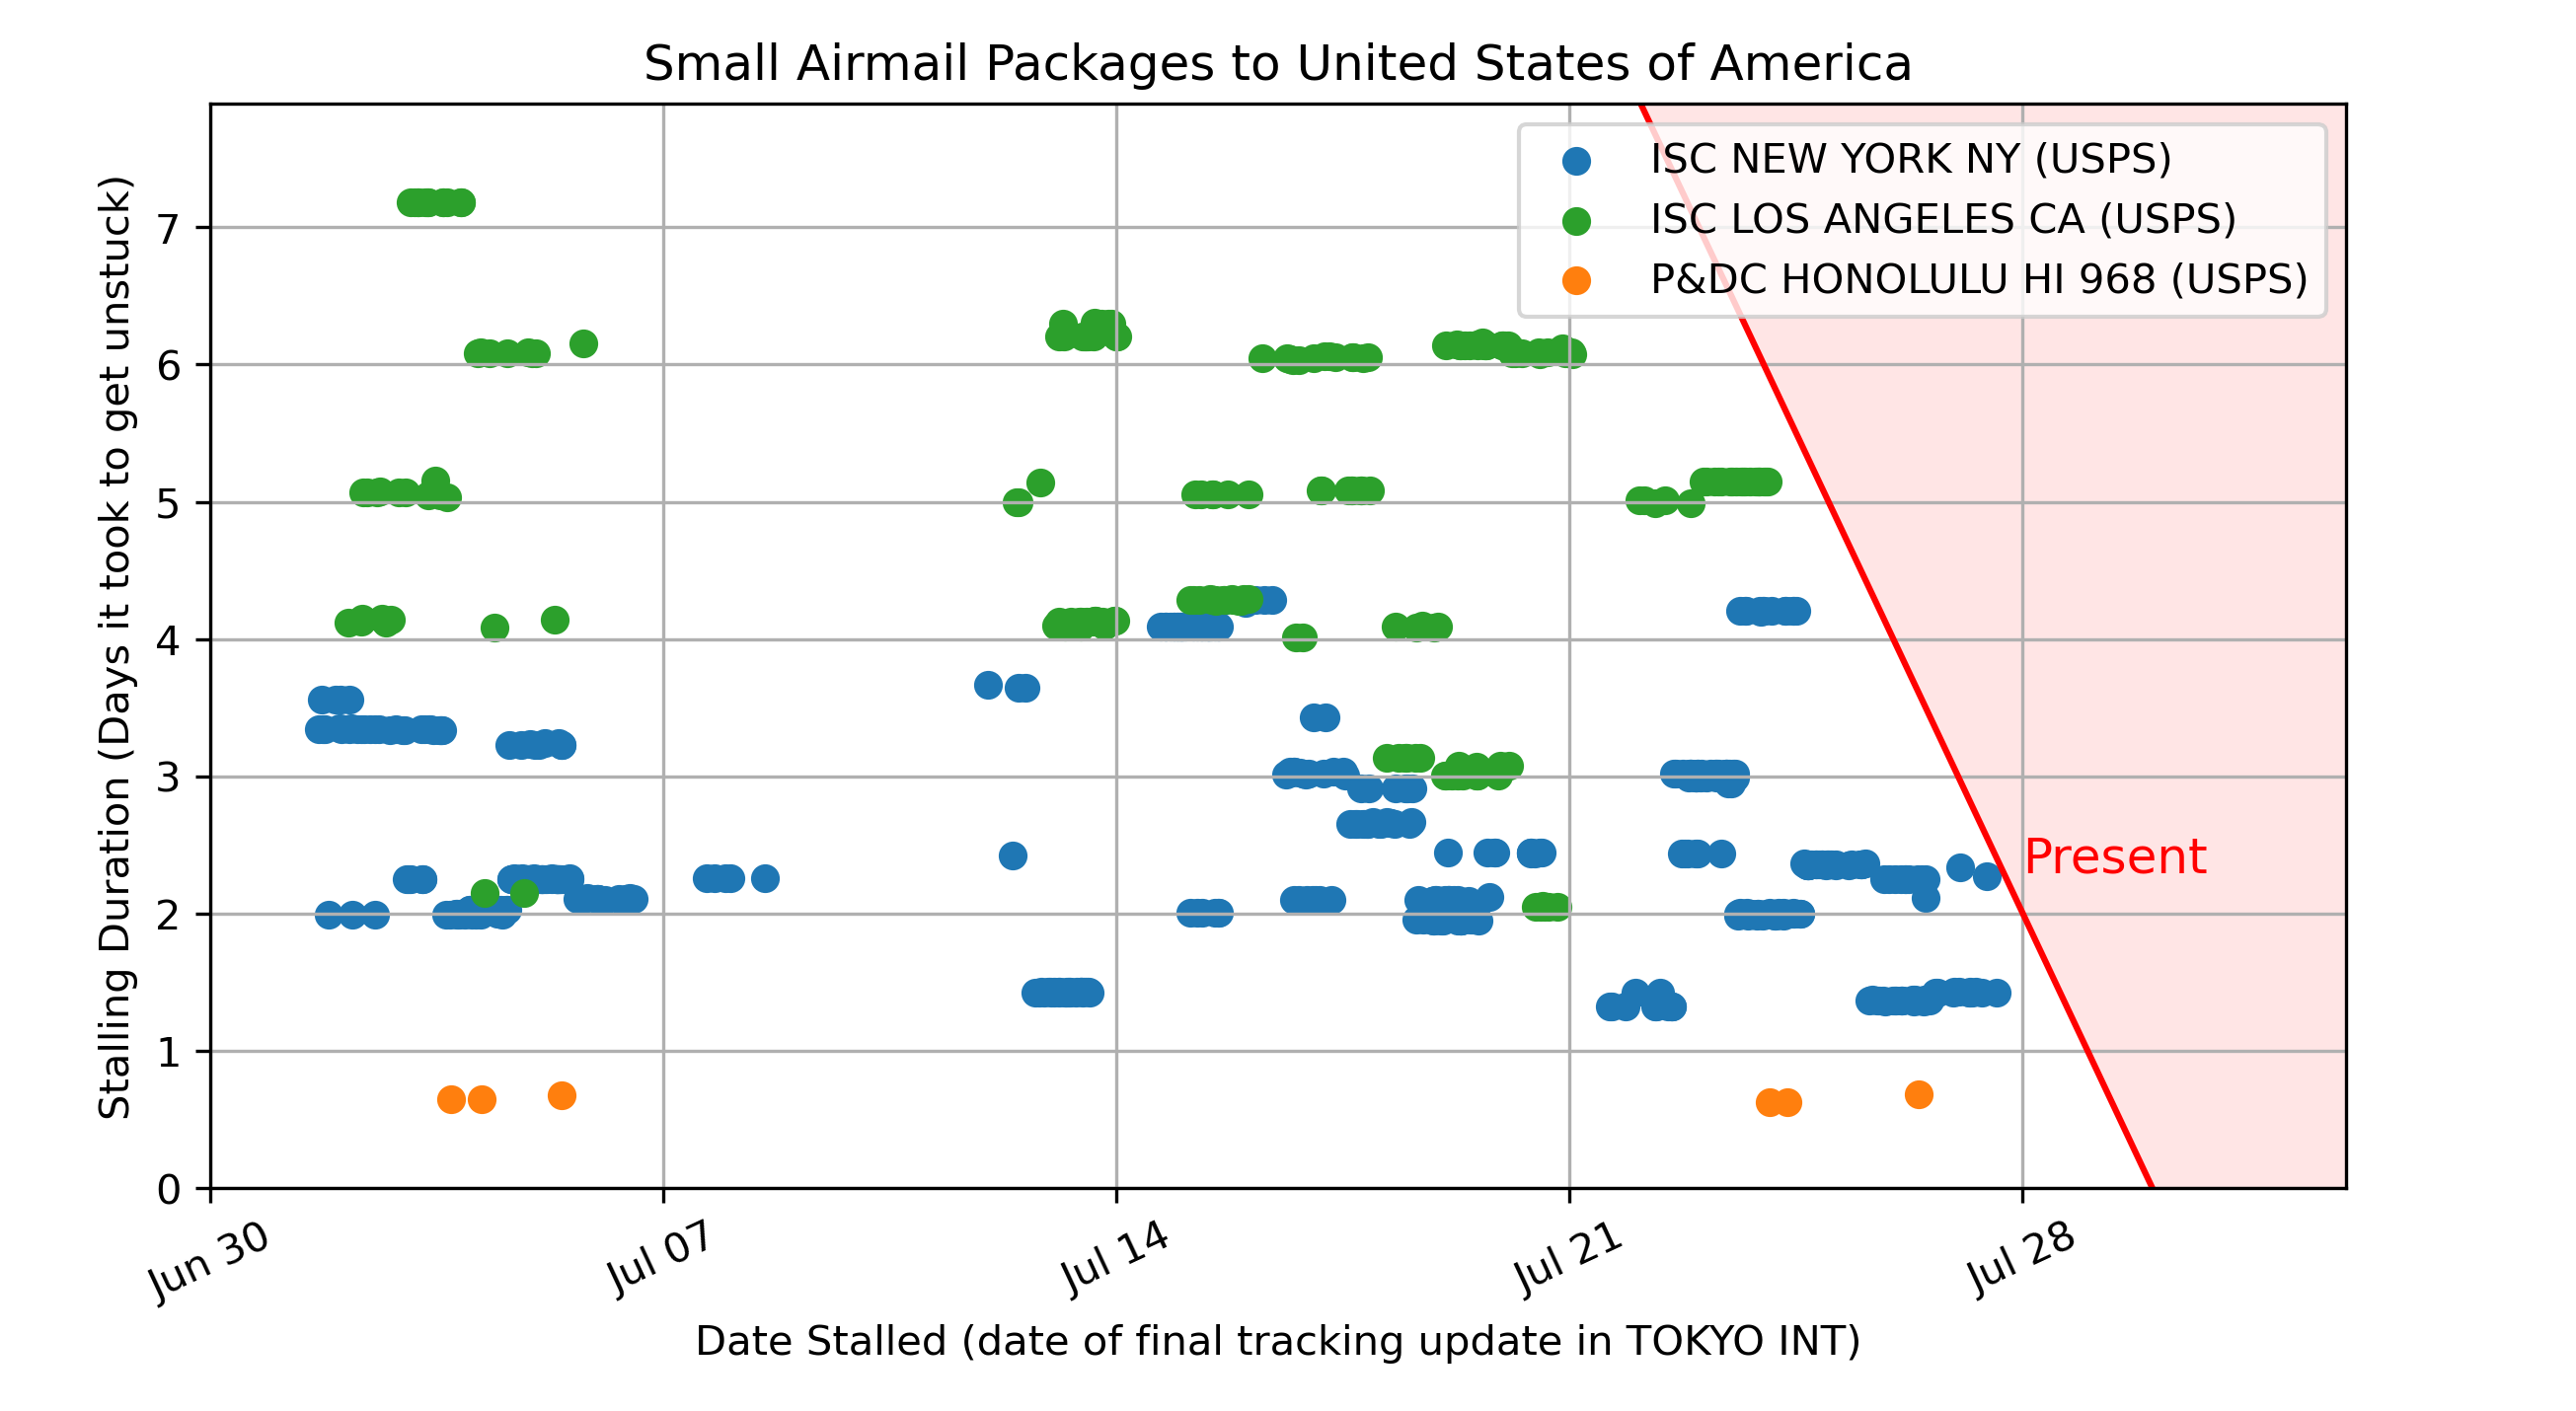 Small Airmail Packages to United States of America
ISC NEW YORK NY (USPS)
ISC LOS ANGELES CA (USPS)
P&DC HONOLULU HI 968 (USPS)
Stalling Duration (Days it took to get unstuck)
7
6
5
4
3
2
1
0
Present
Jun 30
Jul 07
Jul 14
Jul 21
Jul 28
Date Stalled (date of final tracking update in TOKYO INT)